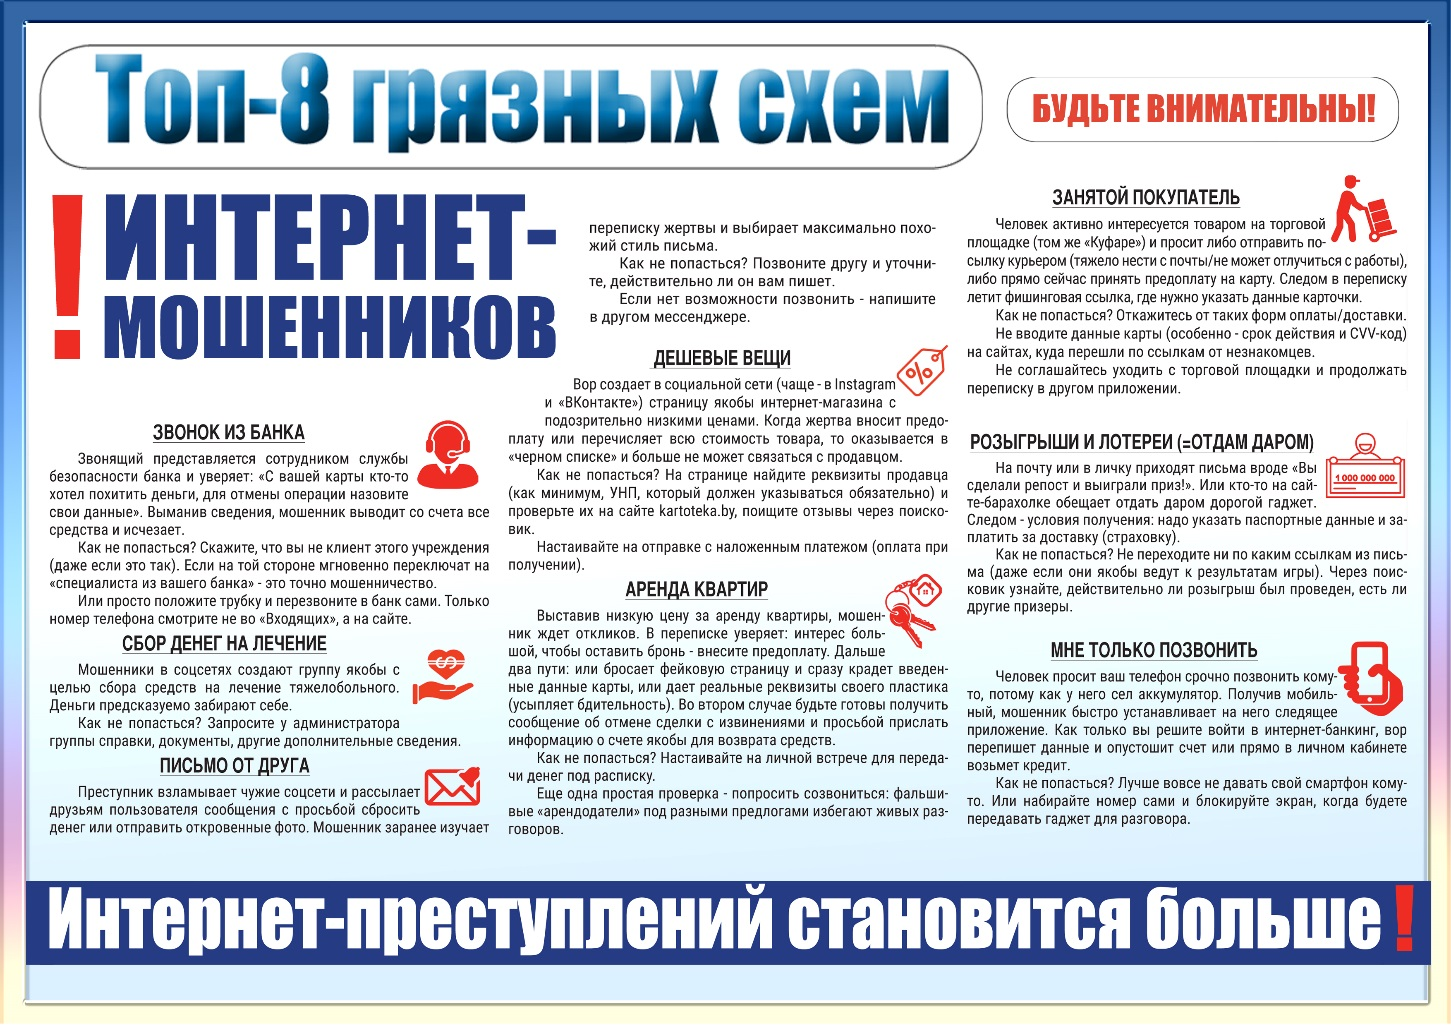 Топ-8 грязных схем
БУДЬТЕ ВНИМАТЕЛЬНЫ!
! ИНТЕРНЕТ-
МОШЕННИКОВ
ЗВОНОК ИЗ БАНКА
Звонящий представляется сотрудником службы
безопасности банка и уверяет: «С вашей карты кто-то
хотел похитить деньги, для отмены операции назовите
свои данные». Выманив сведения, мошенник выводит со счета все
средства и исчезает.
Как не попасться? Скажите, что вы не клиент этого учреждения
(даже если это так). Если на той стороне мгновенно переключат на
«специалиста из вашего банка» - это точно мошенничество.
Или просто положите трубку и перезвоните в банк сами. Только
номер телефона смотрите не во «Входящих», а на сайте.
СБОР ДЕНЕГ НА ЛЕЧЕНИЕ
Мошенники в соцсетях создают группу якобы с
целью сбора средств на лечение тяжелобольного.
Деньги предсказуемо забирают себе.
Как не попасться? Запросите у администратора
группы справки, документы, другие дополнительные сведения.
ПИСЬМО ОТ ДРУГА
Преступник взламывает чужие соцсети и рассылает
друзьям пользователя сообщения с просьбой сбросить
денег или отправить откровенные фото. Мошенник заранее изучает
переписку жертвы и выбирает максимально похо-
жий стиль письма.
Как не попасться? Позвоните другу и уточни-
те, действительно ли он вам пишет.
Если нет возможности позвонить - напишите
в другом мессенджере.
ДЕШЕВЫЕ ВЕЩИ
%
Вор создает в социальной сети (чаще - в Instagram
и «ВКонтакте») страницу якобы интернет-магазина с
подозрительно низкими ценами. Когда жертва вносит предо-
плату или перечисляет всю стоимость товара, то оказывается в
«черном списке» и больше не может связаться с продавцом.
Как не попасться? На странице найдите реквизиты продавца
(как минимум, УНП, который должен указываться обязательно) и
проверьте их на сайте kartoteka.by, поищите отзывы через поиско-
вик.
Настаивайте на отправке с наложенным платежом (оплата при
получении).
АРЕНДА КВАРТИР
Выставив низкую цену за аренду квартиры, мошен-
ник ждет откликов. В переписке уверяет: интерес боль-
шой, чтобы оставить бронь - внесите предоплату. Дальше
два пути: или бросает фейковую страницу и сразу крадет введен-
ные данные карты, или дает реальные реквизиты своего пластика
(усыпляет бдительность). Во втором случае будьте готовы получить
сообщение об отмене сделки с извинениями и просьбой прислать
информацию о счете якобы для возврата средств.
Как не попасться? Настаивайте на личной встрече для переда-
чи денег под расписку.
Еще одна простая проверка - попросить созвониться: фальши-
вые «арендодатели» под разными предлогами избегают живых раз-
говоров.
ЗАНЯТОЙ ПОКУПАТЕЛЬ
Человек активно интересуется товаром на торговой
площадке (том же «Куфаре») и просит либо отправить по-
сылку курьером (тяжело нести с почты/не может отлучиться с работы),
либо прямо сейчас принять предоплату на карту. Следом в переписку
летит фишинговая ссылка, где нужно указать данные карточки.
Как не попасться? Откажитесь от таких форм оплаты/доставки.
Не вводите данные карты (особенно - срок действия и CVV-код)
на сайтах, куда перешли по ссылкам от незнакомцев.
Не соглашайтесь уходить с торговой площадки и продолжать
переписку в другом приложении.
РОЗЫГРЫШИ И ЛОТЕРЕИ (=ОТДАМ ДАРОМ)
1 000 000 000
На почту или в личку приходят письма вроде «Вы
сделали репост и выиграли приз!». Или кто-то на сай-
те-барахолке обещает отдать даром дорогой гаджет.
Следом - условия получения: надо указать паспортные данные и за-
платить за доставку (страховку).
Как не попасться? Не переходите ни по каким ссылкам из пись-
ма (даже если они якобы ведут к результатам игры). Через поис-
ковик узнайте, действительно ли розыгрыш был проведен, есть ли
другие призеры.
МНЕ ТОЛЬКО ПОЗВОНИТЬ
Человек просит ваш телефон срочно позвонить кому-
то, потому как у него сел аккумулятор. Получив мобиль-
ный, мошенник быстро устанавливает на него следящее
приложение. Как только вы решите войти в интернет-банкинг, вор
перепишет данные и опустошит счет или прямо в личном кабинете
возьмет кредит.
Как не попасться? Лучше вовсе не давать свой смартфон кому-
то. Или набирайте номер сами и блокируйте экран, когда будете
передавать гаджет для разговора.
Интернет-преступлений становится больше!